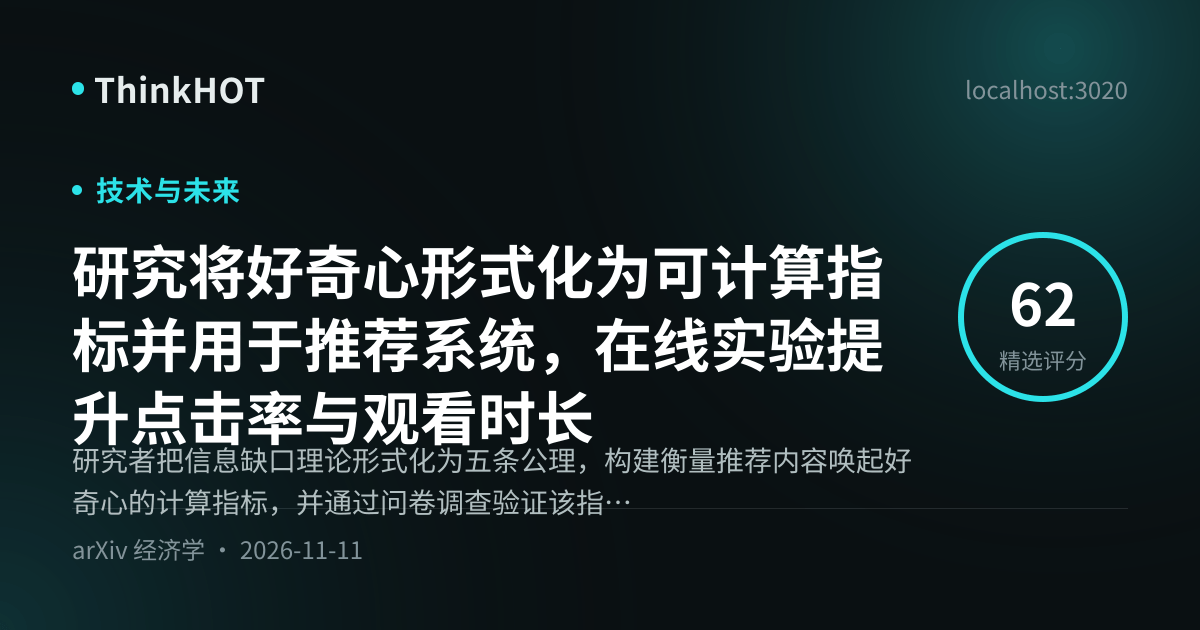 ThinkHOT
localhost:3020
技术与未来
研究将好奇心形式化为可计算指
标并用于推荐系统，在线实验提
升点击率与观看时长
62
精选评分
研究者把信息缺口理论形式化为五条公理，构建衡量推荐内容唤起好
奇心的计算指标，并通过问卷调查验证该指…
arXiv 经济学 · 2026-11-11